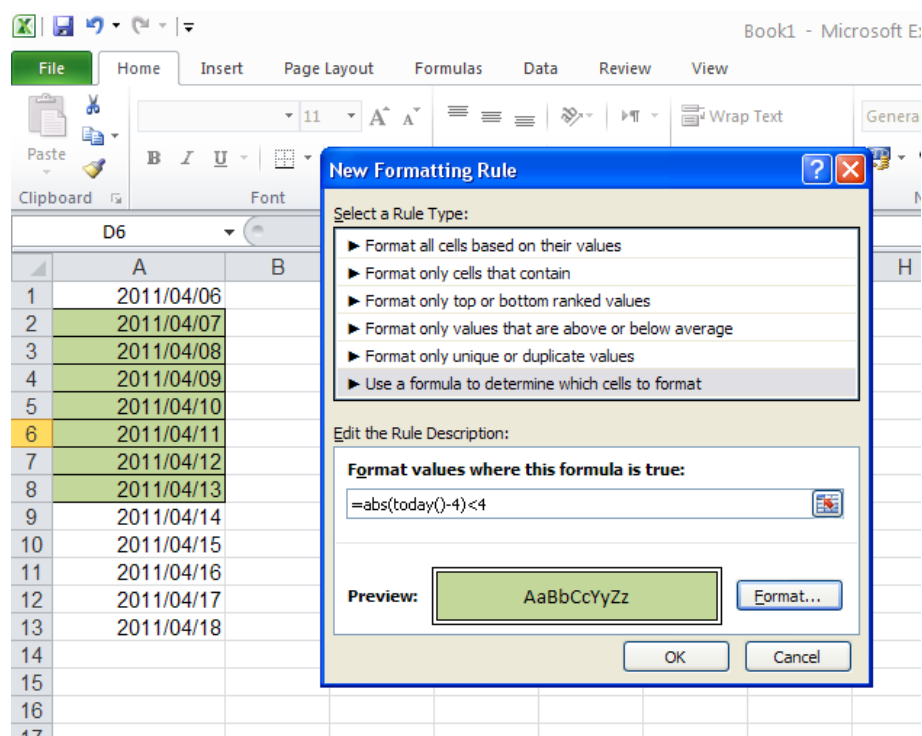 Book1 - Microsoft Ex
File Home Insert Page Layout Formulas Data Review View
11 A A Wrap Text Genera
Paste B I U
Clipboard Font N
New Formatting Rule
D6
Select a Rule Type:
► Format all cells based on their values
► Format only cells that contain
► Format only top or bottom ranked values
► Format only values that are above or below average
► Format only unique or duplicate values
► Use a formula to determine which cells to format
Edit the Rule Description:
Format values where this formula is true:
=abs(today()-4)<4
Preview: AaBbCcYyZz Format...
OK Cancel
A B H
1 2011/04/06
2 2011/04/07
3 2011/04/08
4 2011/04/09
5 2011/04/10
6 2011/04/11
7 2011/04/12
8 2011/04/13
9 2011/04/14
10 2011/04/15
11 2011/04/16
12 2011/04/17
13 2011/04/18
14
15
16
17